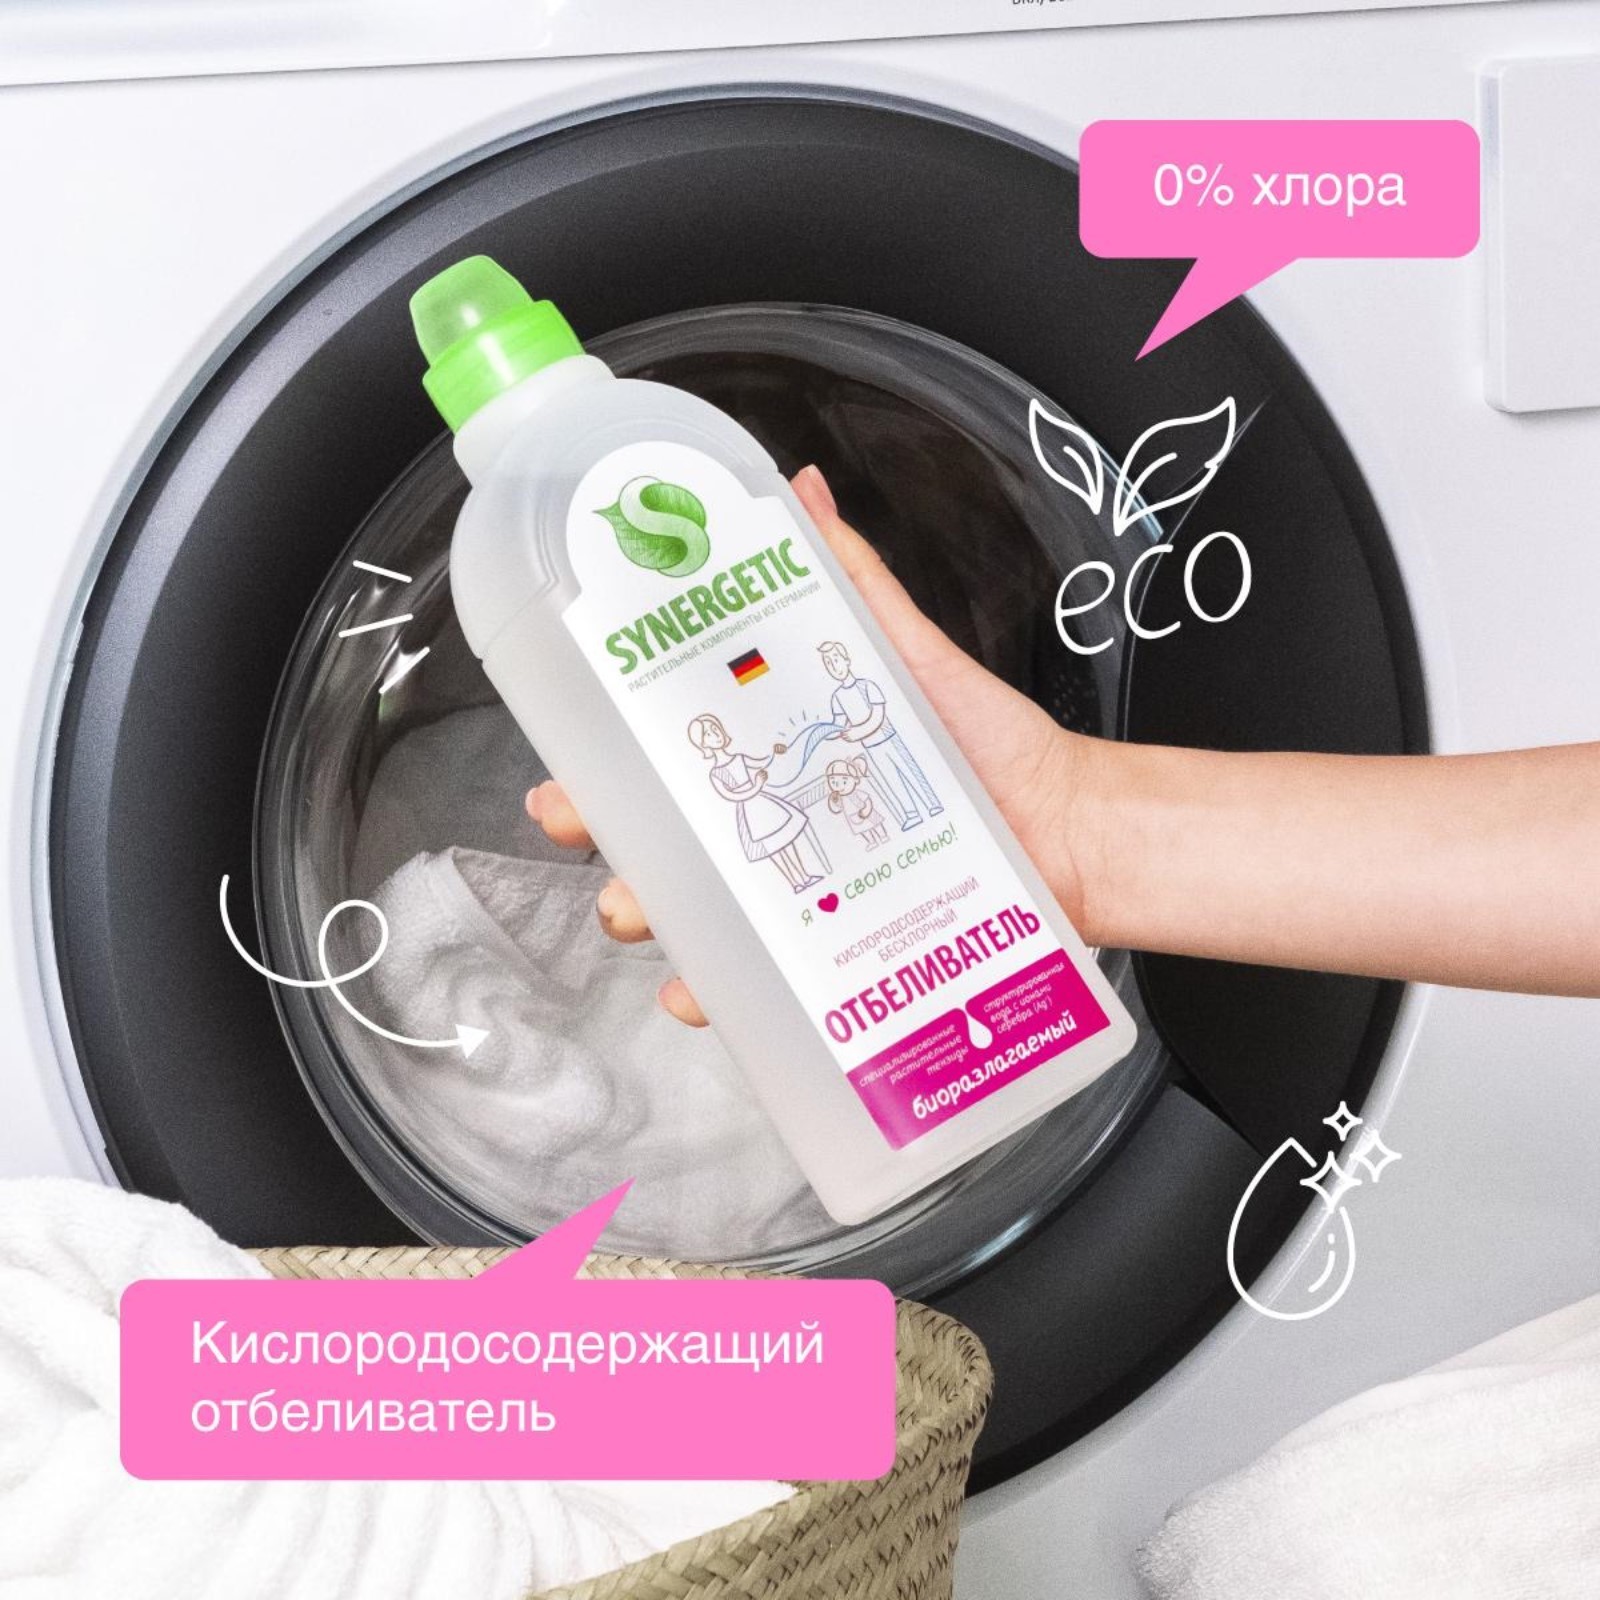 0% хлора
SYNERGETIC
РАСТИТЕЛЬНЫЕ КОМПОНЕНТЫ ИЗ ГЕРМАНИИ
eco
Я ♥ СВОЮ СЕМЬЮ!
КИСЛОРОДСОДЕРЖАЩИЙ
БЕСХЛОРНЫЙ
ОТБЕЛИВАТЕЛЬ
специализированные
растительные
тензиды
структурированная
вода с ионами
серебра (Ag⁺)
биоразлагаемый
Кислородосодержащий
отбеливатель